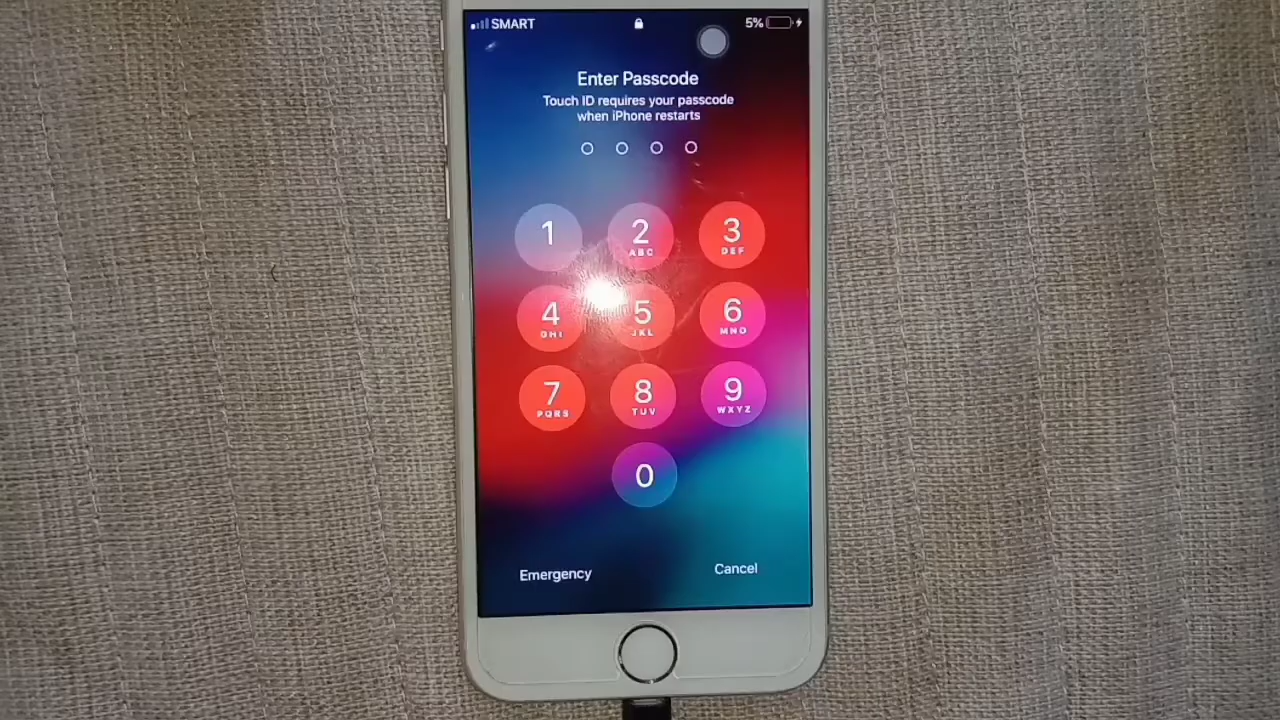 SMART 5%
Enter Passcode
Touch ID requires your passcode
when iPhone restarts
1 2 3
ABC DEF
4 5 6
GHI JKL MNO
7 8 9
PQRS TUV WXYZ
0
Emergency Cancel